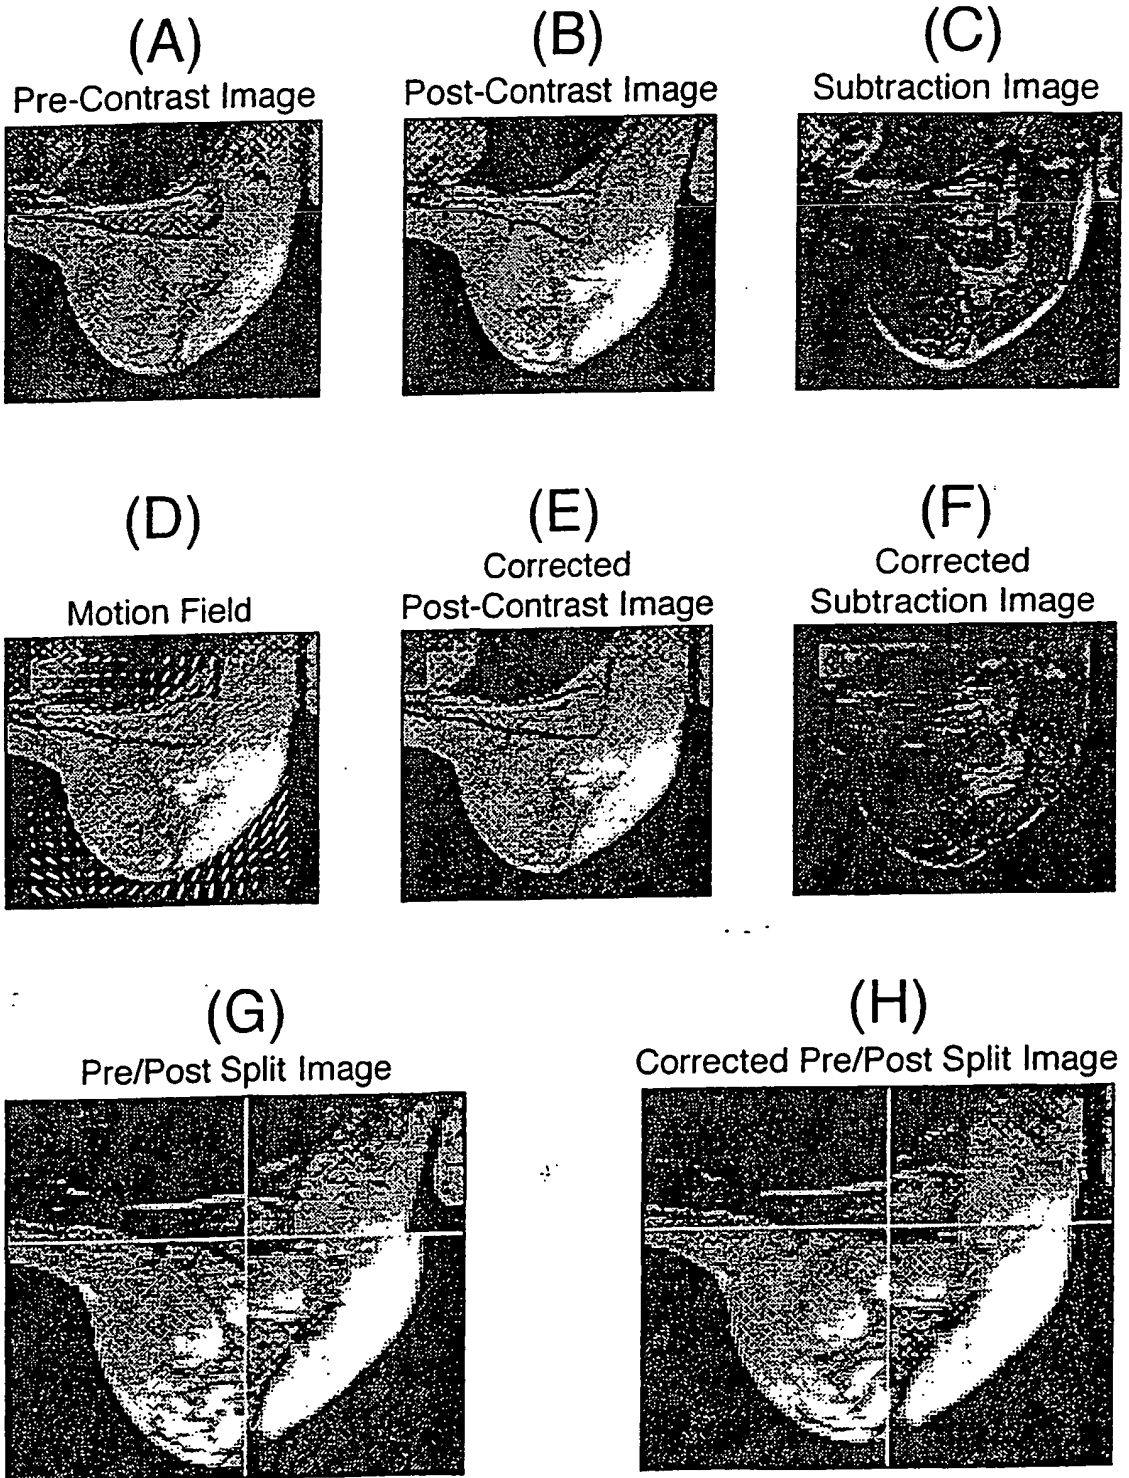 (A)
Pre-Contrast Image
(B)
Post-Contrast Image
(C)
Subtraction Image
(D)
Motion Field
(E)
Corrected
Post-Contrast Image
(F)
Corrected
Subtraction Image
(G)
Pre/Post Split Image
(H)
Corrected Pre/Post Split Image